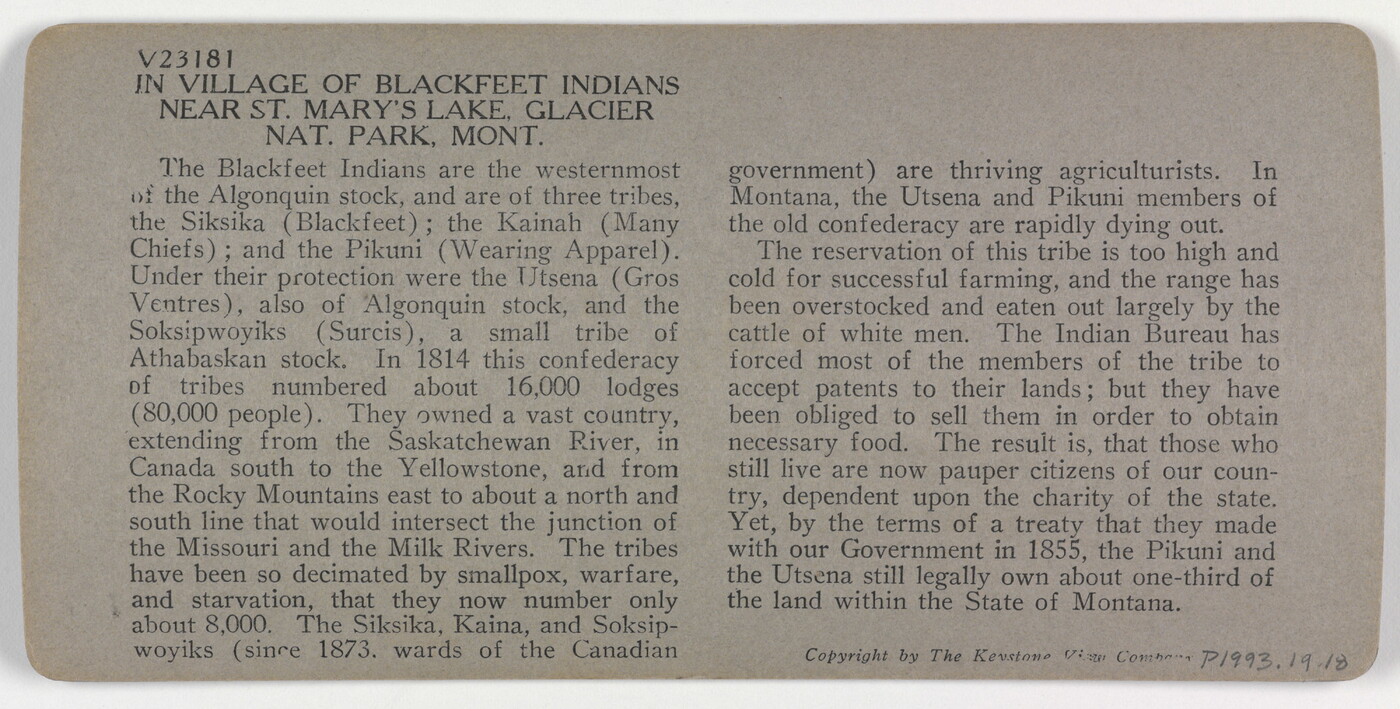 V23181
IN VILLAGE OF BLACKFEET INDIANS
NEAR ST. MARY'S LAKE, GLACIER
NAT. PARK, MONT.
The Blackfeet Indians are the westernmost
of the Algonquin stock, and are of three tribes,
the Siksika (Blackfeet); the Kainah (Many
Chiefs); and the Pikuni (Wearing Apparel).
Under their protection were the Utsena (Gros
Ventres), also of Algonquin stock, and the
Soksipwoyiks (Surcis), a small tribe of
Athabaskan stock. In 1814 this confederacy
of tribes numbered about 16,000 lodges
(80,000 people). They owned a vast country,
extending from the Saskatchewan River, in
Canada south to the Yellowstone, and from
the Rocky Mountains east to about a north and
south line that would intersect the junction of
the Missouri and the Milk Rivers. The tribes
have been so decimated by smallpox, warfare,
and starvation, that they now number only
about 8,000. The Siksika, Kaina, and Soksip-
woyiks (since 1873. wards of the Canadian
government) are thriving agriculturists. In
Montana, the Utsena and Pikuni members of
the old confederacy are rapidly dying out.
The reservation of this tribe is too high and
cold for successful farming, and the range has
been overstocked and eaten out largely by the
cattle of white men. The Indian Bureau has
forced most of the members of the tribe to
accept patents to their lands; but they have
been obliged to sell them in order to obtain
necessary food. The result is, that those who
still live are now pauper citizens of our coun-
try, dependent upon the charity of the state.
Yet, by the terms of a treaty that they made
with our Government in 1855, the Pikuni and
the Utsena still legally own about one-third of
the land within the State of Montana.
Copyright by The Keystone View Company
P1993.19.18